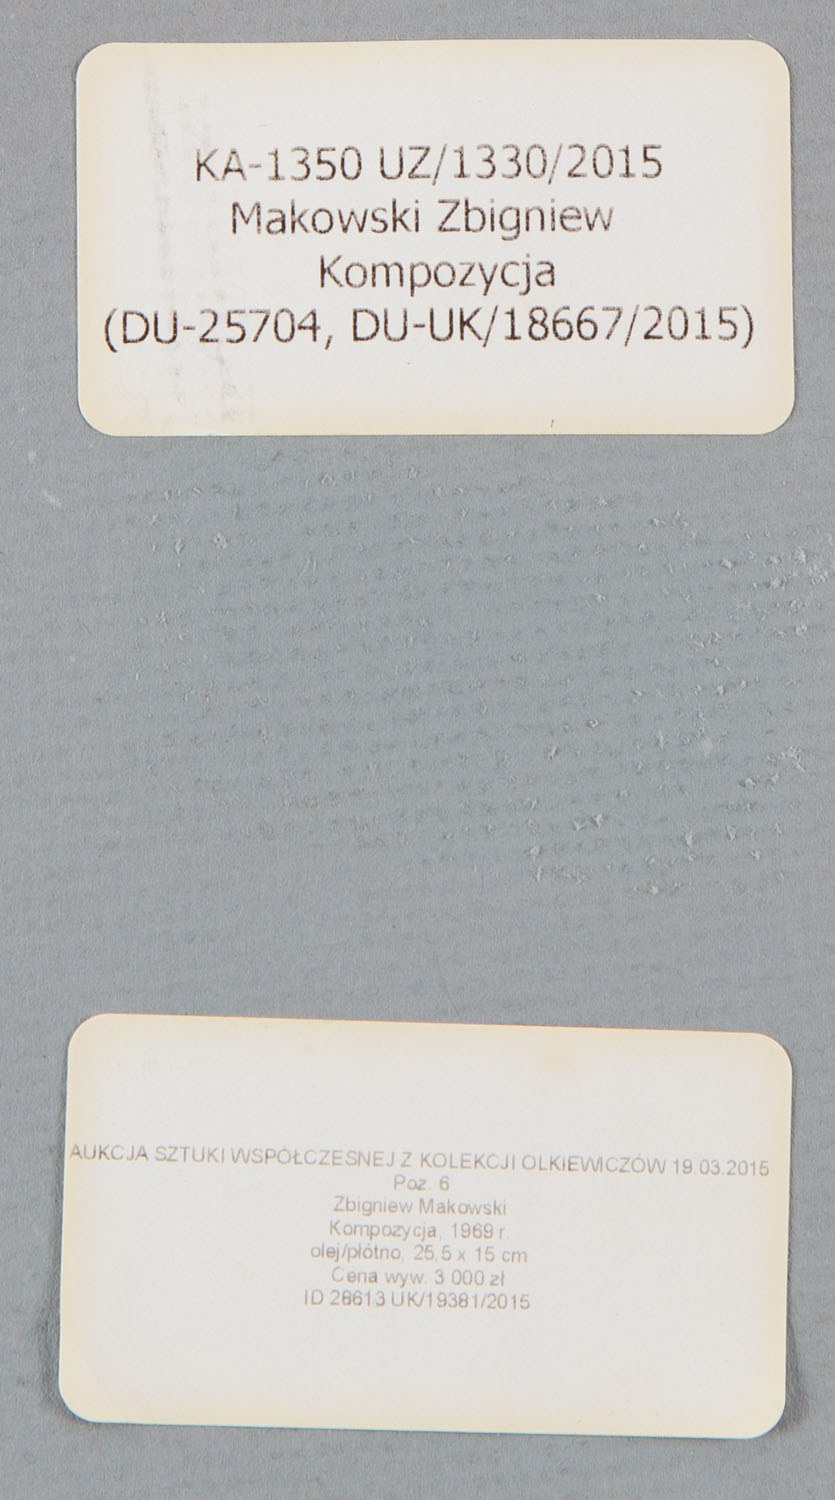 KA-1350 UZ/1330/2015
Makowski Zbigniew
Kompozycja
(DU-25704, DU-UK/18667/2015)
AUKCJA SZTUKI WSPÓŁCZESNEJ Z KOLEKCJI OLKIEWICZÓW 19.03.2015
Poz. 6
Zbigniew Makowski
Kompozycja, 1969 r.
olej/płótno, 25,5 x 15 cm
Cena wyw. 3 000 zł
ID 28613 UK/19381/2015